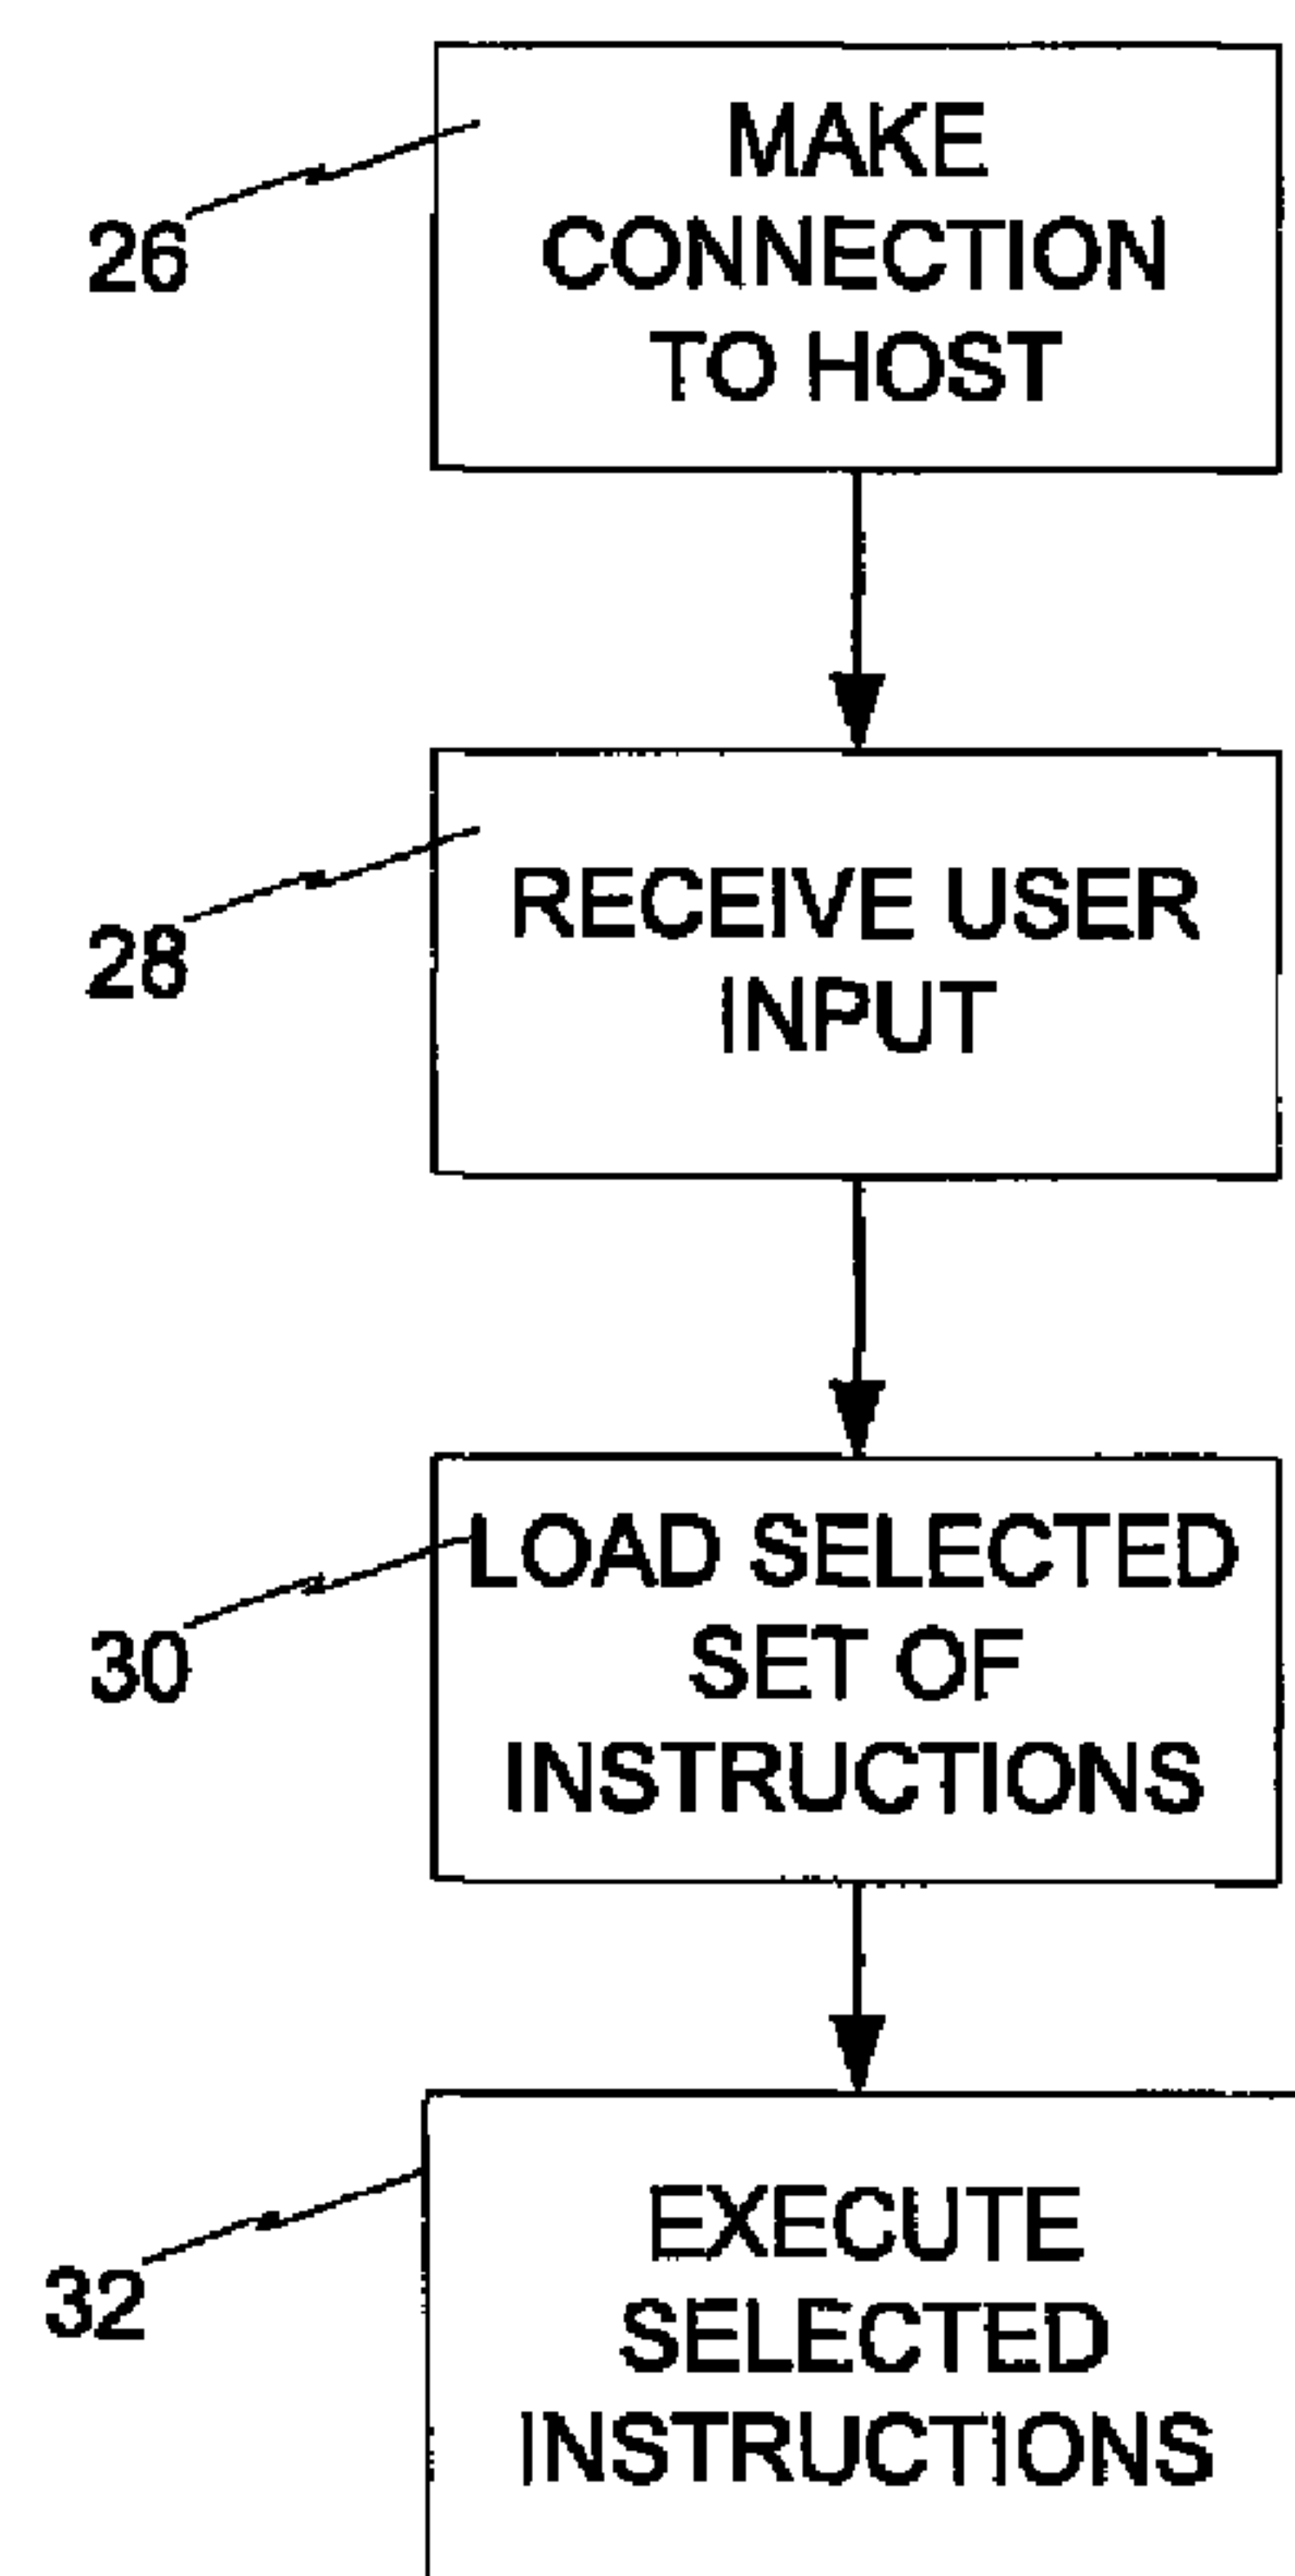 26
MAKE
CONNECTION
TO HOST
28
RECEIVE USER
INPUT
30
LOAD SELECTED
SET OF
INSTRUCTIONS
32
EXECUTE
SELECTED
INSTRUCTIONS